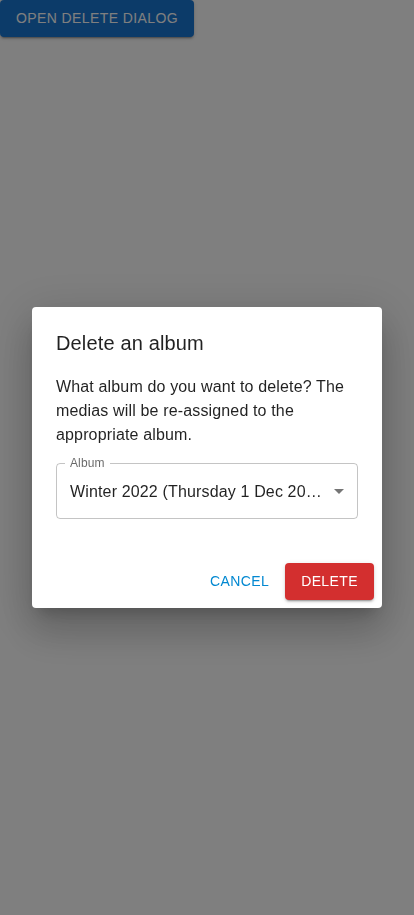 OPEN DELETE DIALOG
Delete an album
What album do you want to delete? The
medias will be re-assigned to the
appropriate album.
Album
Winter 2022 (Thursday 1 Dec 20…
CANCEL
DELETE